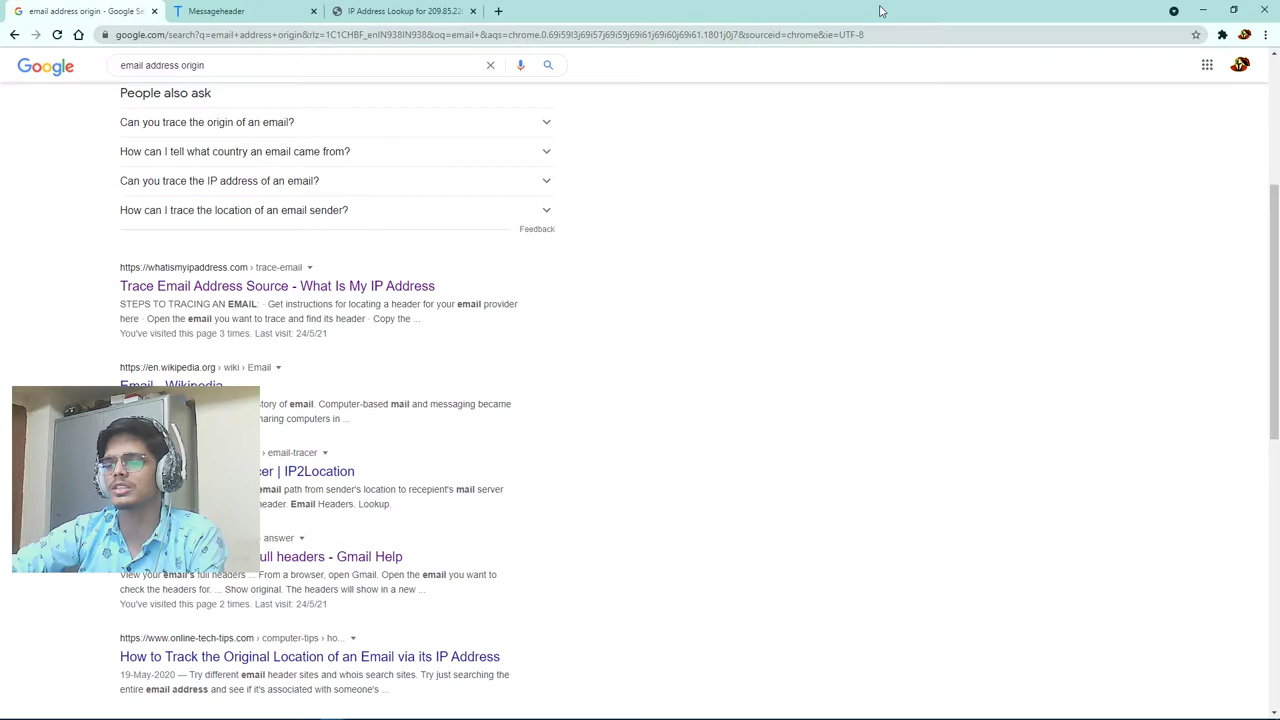 email address origin - Google Se
Messageheader
IP Address Lookup for 209.85.22
google.com/search?q=email+address+origin&rlz=1C1CHBF_enIN938IN938&oq=email+&aqs=chrome.0.69i59l3j69i57j69i59j69i61j69i60j69i61.1801j0j7&sourceid=chrome&ie=UTF-8
Google
email address origin
People also ask
Can you trace the origin of an email?
How can I tell what country an email came from?
Can you trace the IP address of an email?
How can I trace the location of an email sender?
Feedback
https://whatismyipaddress.com › trace-email
Trace Email Address Source - What Is My IP Address
STEPS TO TRACING AN EMAIL: · Get instructions for locating a header for your email provider
here · Open the email you want to trace and find its header · Copy the ...
You've visited this page 3 times. Last visit: 24/5/21
https://en.wikipedia.org › wiki › Email
Email - Wikipedia
story of email. Computer-based mail and messaging became
haring computers in ...
› email-tracer
cer | IP2Location
email path from sender's location to recepient's mail server
header. Email Headers. Lookup.
answer
ull headers - Gmail Help
View your email's full headers ... From a browser, open Gmail. Open the email you want to
check the headers for. ... Show original. The headers will show in a new ...
You've visited this page 2 times. Last visit: 24/5/21
https://www.online-tech-tips.com › computer-tips › ho...
How to Track the Original Location of an Email via its IP Address
19-May-2020 — Try different email header sites and whois search sites. Try just searching the
entire email address and see if it's associated with someone's ...